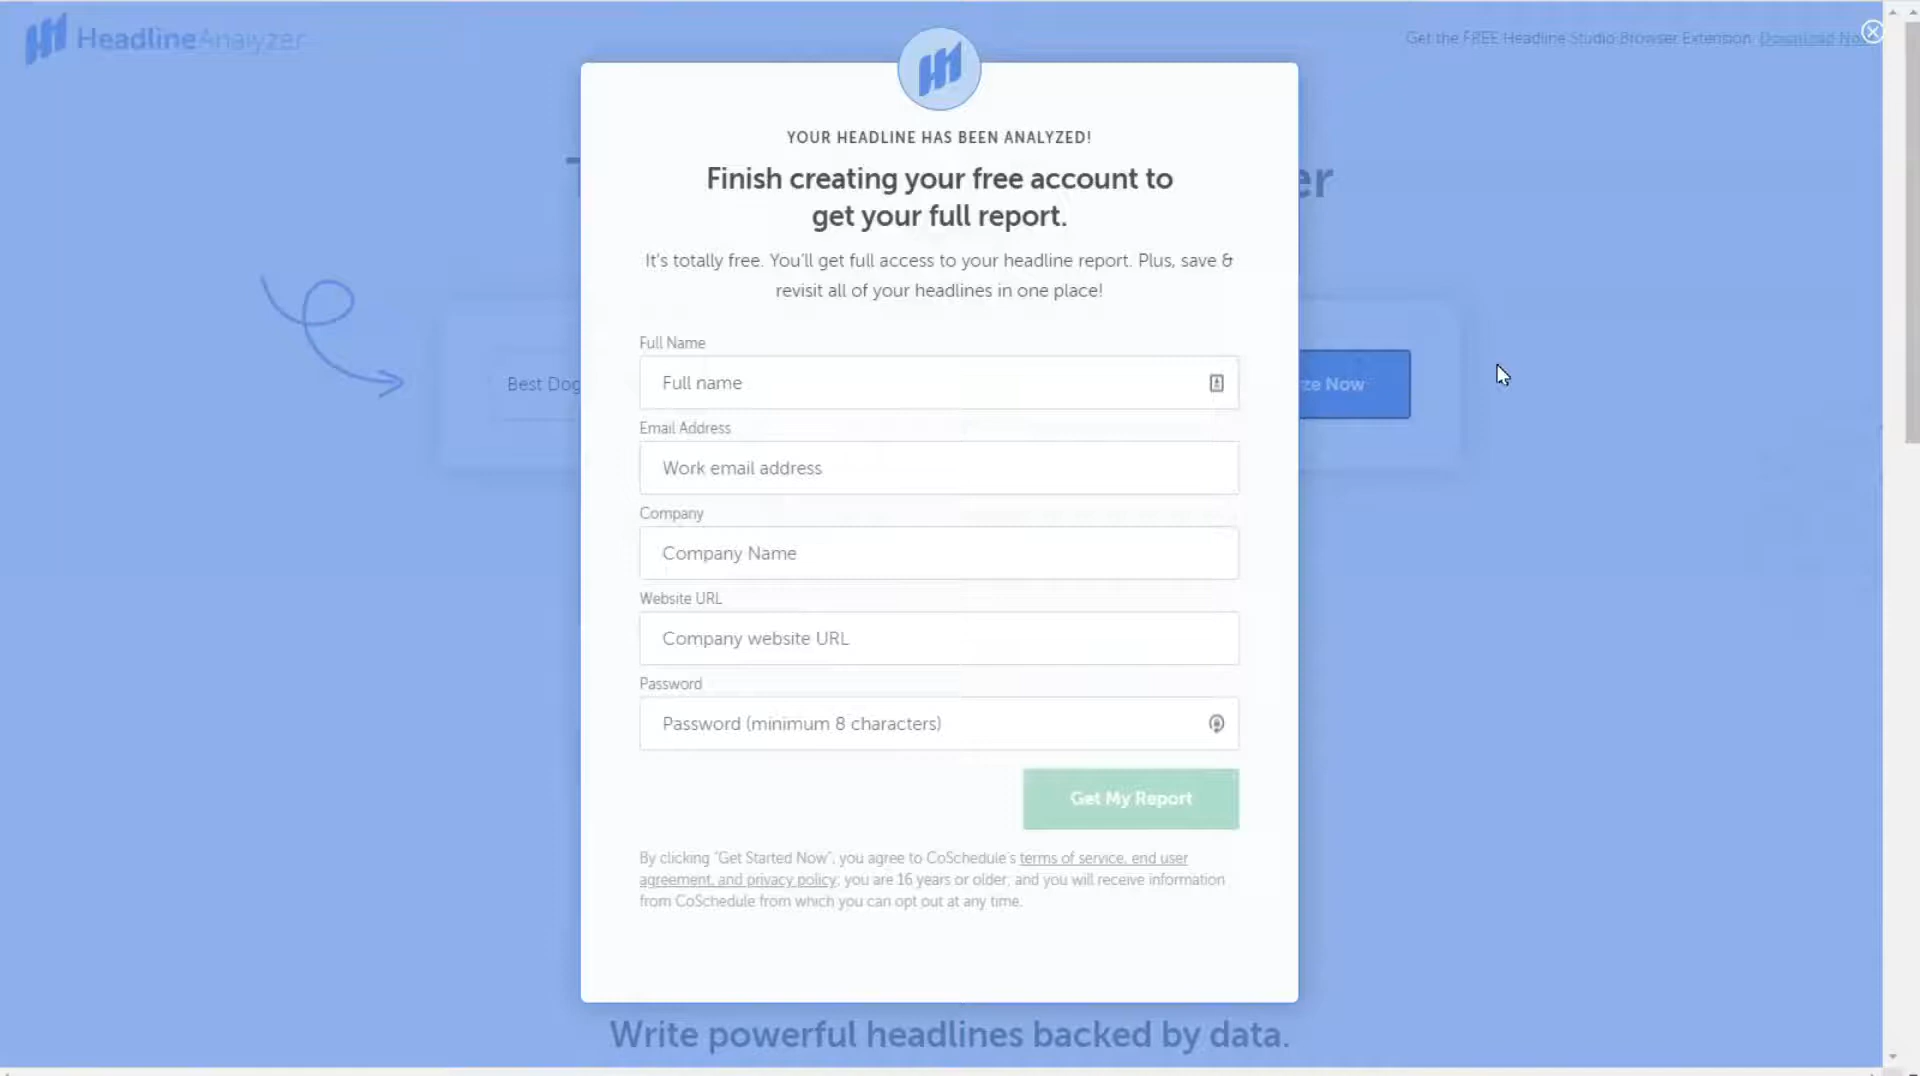 HeadlineAnalyzer
Get the FREE Headline Studio Browser Extension.
YOUR HEADLINE HAS BEEN ANALYZED!
Finish creating your free account to
get your full report.
It's totally free. You'll get full access to your headline report. Plus, save &
revisit all of your headlines in one place!
Full Name
Full name
Best Dog
ze Now
Email Address
Work email address
Company
Company Name
Website URL
Company website URL
Password
Password (minimum 8 characters)
Get My Report
By clicking "Get Started Now", you agree to CoSchedule's terms of service, end user
agreement, and privacy policy, you are 16 years or older, and you will receive information
from CoSchedule from which you can opt out at any time.
Write powerful headlines backed by data.